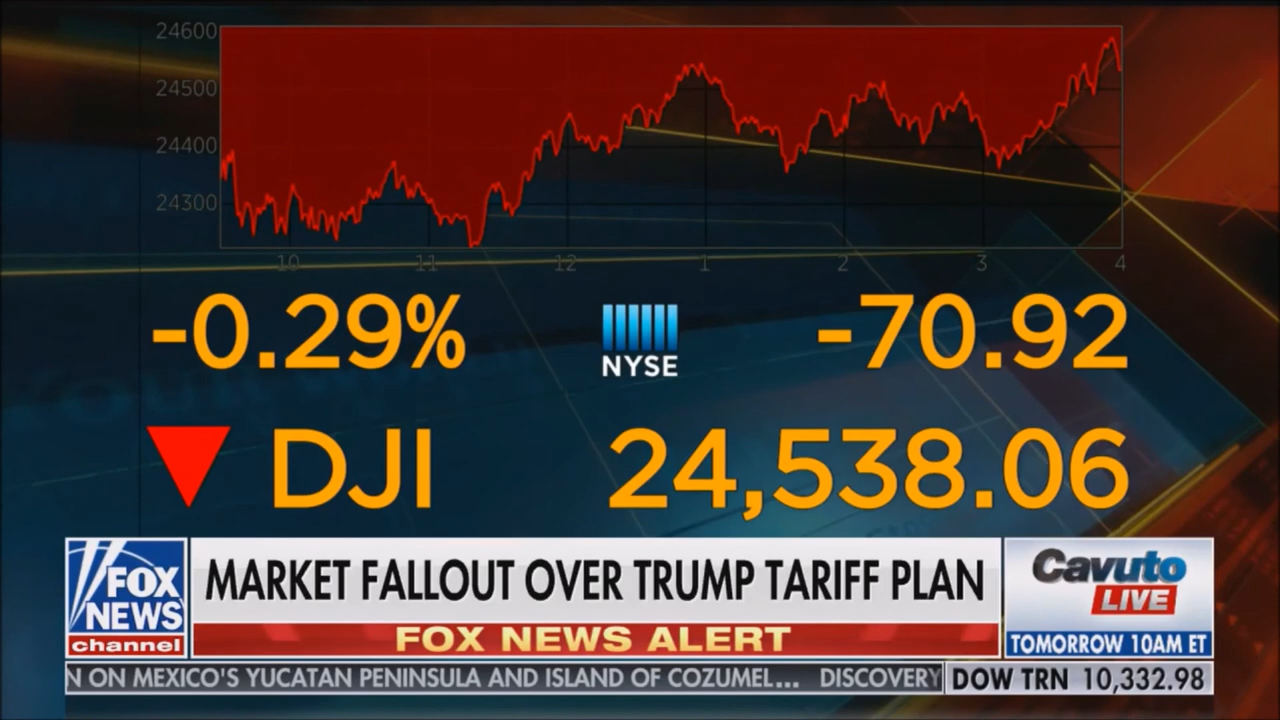 24600
24500
24400
24300
10 11 12 1 2 3 4
-0.29% NYSE -70.92
DJI 24,538.06
FOX NEWS channel
MARKET FALLOUT OVER TRUMP TARIFF PLAN
FOX NEWS ALERT
Cavuto
LIVE
TOMORROW 10AM ET
N ON MEXICO'S YUCATAN PENINSULA AND ISLAND OF COZUMEL... DISCOVERY
DOW TRN 10,332.98